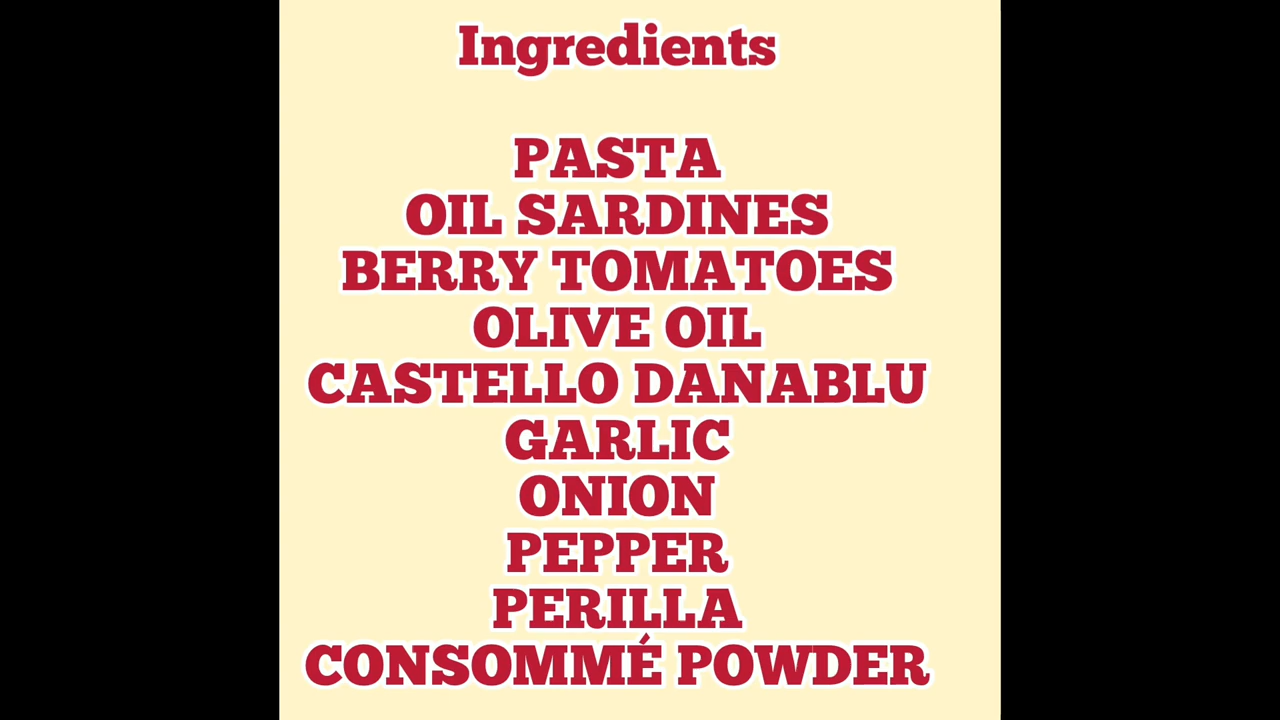 Ingredients
PASTA
OIL SARDINES
BERRY TOMATOES
OLIVE OIL
CASTELLO DANABLU
GARLIC
ONION
PEPPER
PERILLA
CONSOMMÉ POWDER